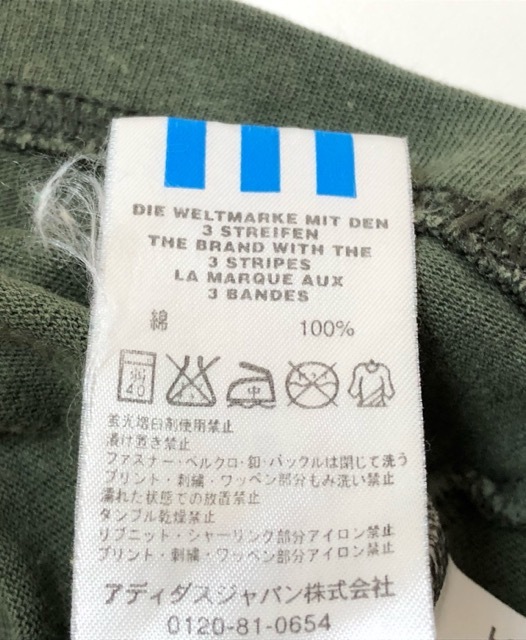 DIE WELTMARKE MIT DEN
3 STREIFEN
THE BRAND WITH THE
3 STRIPES
LA MARQUE AUX
3 BANDES
綿 100%
40 中
蛍光増白剤使用禁止
漬け置き禁止
ファスナー・ベルクロ・釦・バックルは閉じて洗う
プリント・刺繍・ワッペン部分もみ洗い禁止
濡れた状態での放置禁止
タンブル乾燥禁止
リブニット・シャーリング部分アイロン禁止
プリント・刺繍・ワッペン部分アイロン禁止
アディダスジャパン株式会社
0120-81-0654